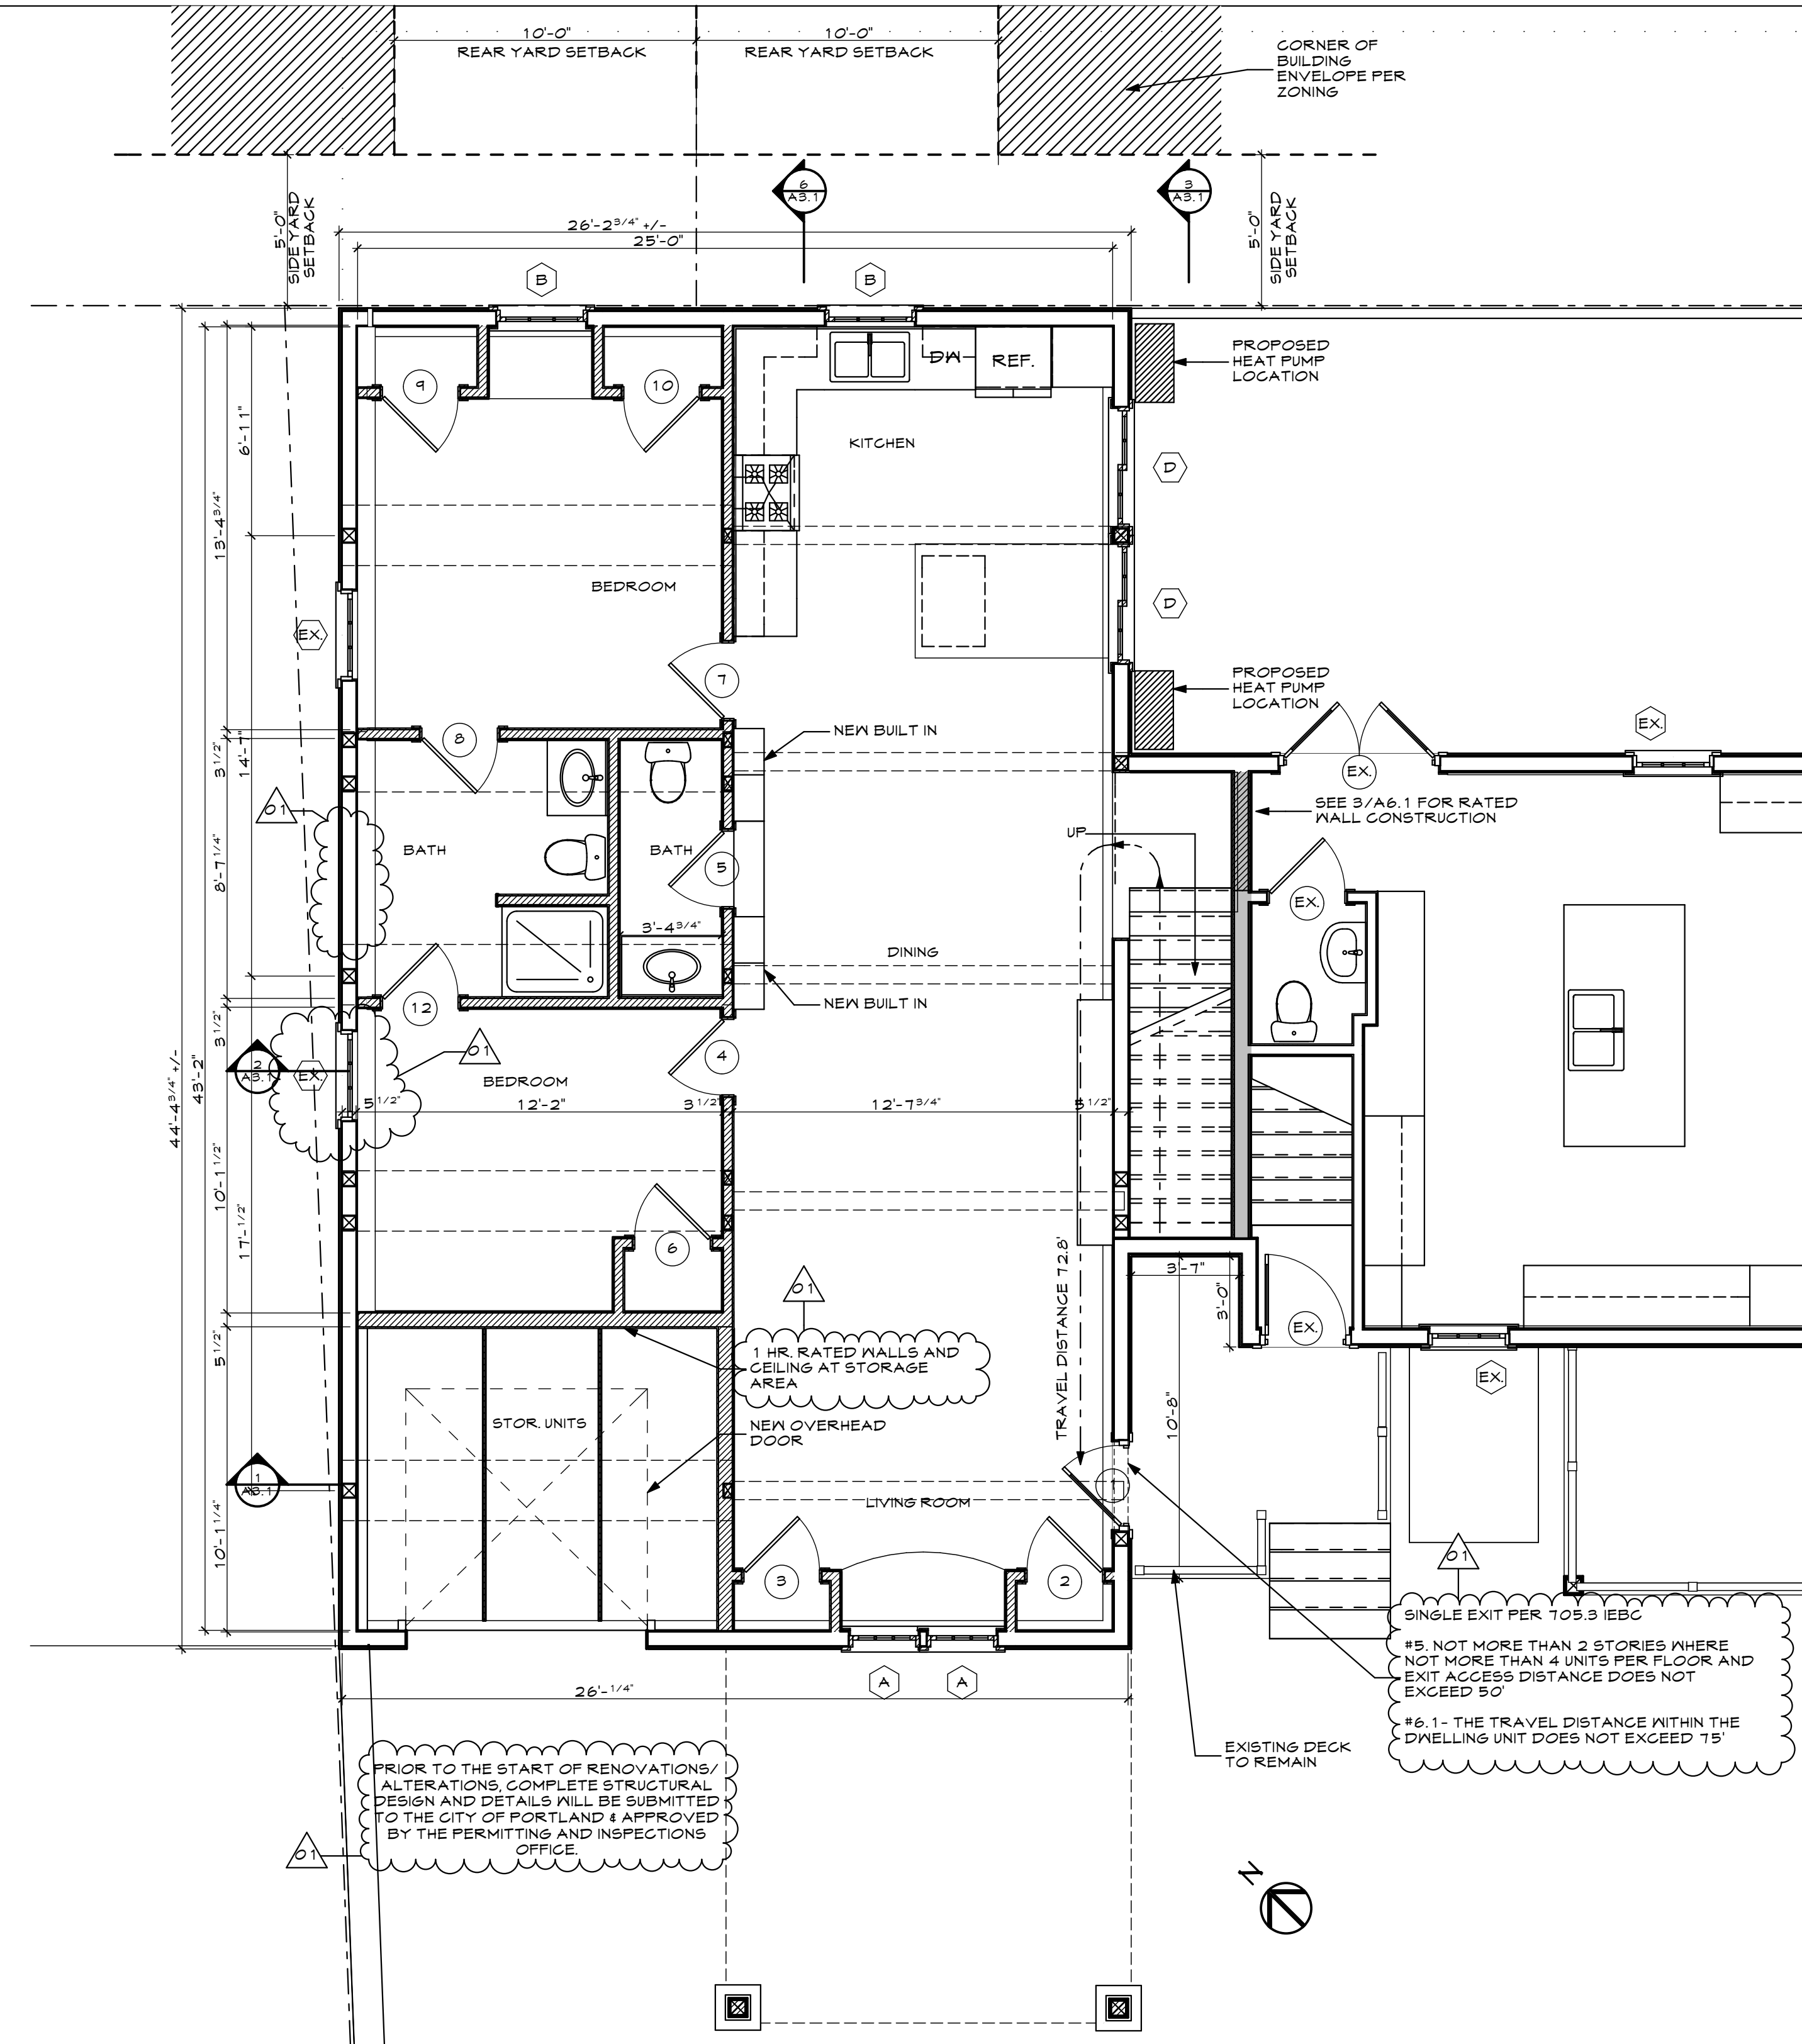 10'-0"
REAR YARD SETBACK
10'-0"
REAR YARD SETBACK
CORNER OF
BUILDING
ENVELOPE PER
ZONING
6
A3.1
3
A3.1
5'-0"
SIDE YARD
SETBACK
5'-0"
SIDE YARD
SETBACK
26'-2 3/4" +/-
25'-0"
B
B
PROPOSED
HEAT PUMP
LOCATION
DW
REF.
9
10
KITCHEN
D
6'-11"
13'-4 3/4"
BEDROOM
D
EX.
7
PROPOSED
HEAT PUMP
LOCATION
NEW BUILT IN
8
EX.
EX.
3 1/2"
14'-7"
01
SEE 3/A6.1 FOR RATED
WALL CONSTRUCTION
UP
BATH
BATH
5
8'-7 1/4"
EX.
3'-4 3/4"
DINING
NEW BUILT IN
12
3 1/2"
01
4
2
A3.1
EX.
BEDROOM
44'-4 3/4" +/-
43'-2"
5 1/2"
12'-2"
3 1/2"
12'-7 3/4"
5 1/2"
10'-1 1/2"
17'-1/2"
6
TRAVEL DISTANCE 72.8'
3'-7"
3'-0"
01
EX.
5 1/2"
1 HR. RATED WALLS AND
CEILING AT STORAGE
AREA
EX.
10'-8"
STOR. UNITS
NEW OVERHEAD
DOOR
1
A3.1
1
LIVING ROOM
10'-1 1/4"
3
2
01
SINGLE EXIT PER 705.3 IEBC
#5. NOT MORE THAN 2 STORIES WHERE
NOT MORE THAN 4 UNITS PER FLOOR AND
EXIT ACCESS DISTANCE DOES NOT
EXCEED 50'
#6.1- THE TRAVEL DISTANCE WITHIN THE
DWELLING UNIT DOES NOT EXCEED 75'
A
A
26'-1/4"
EXISTING DECK
TO REMAIN
PRIOR TO THE START OF RENOVATIONS/
ALTERATIONS, COMPLETE STRUCTURAL
DESIGN AND DETAILS WILL BE SUBMITTED
TO THE CITY OF PORTLAND & APPROVED
BY THE PERMITTING AND INSPECTIONS
OFFICE.
01
N